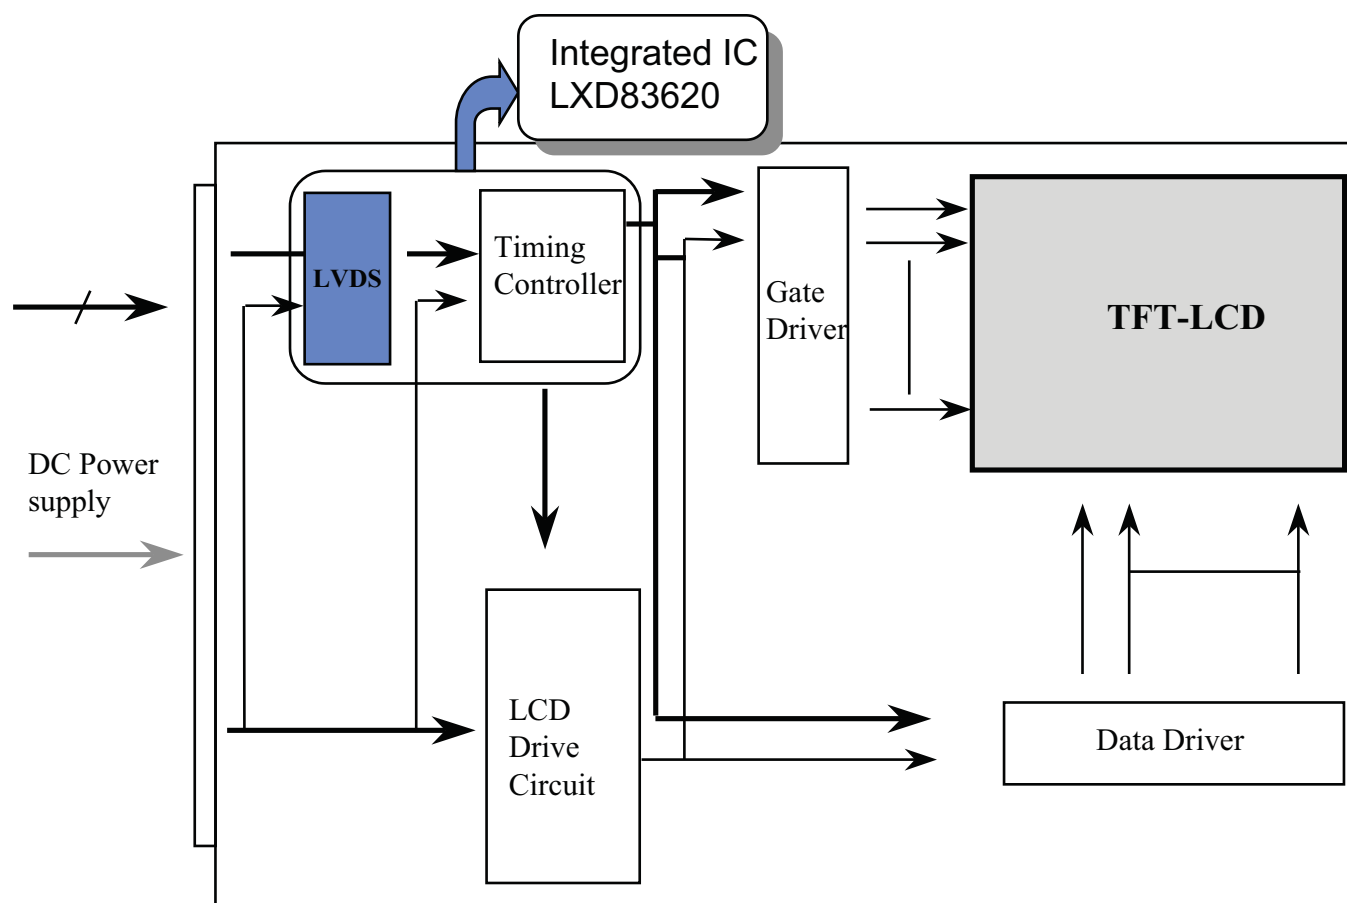 Integrated IC
LXD83620
LVDS
Timing
Controller
Gate
Driver
TFT-LCD
DC Power
supply
LCD
Drive
Circuit
Data Driver